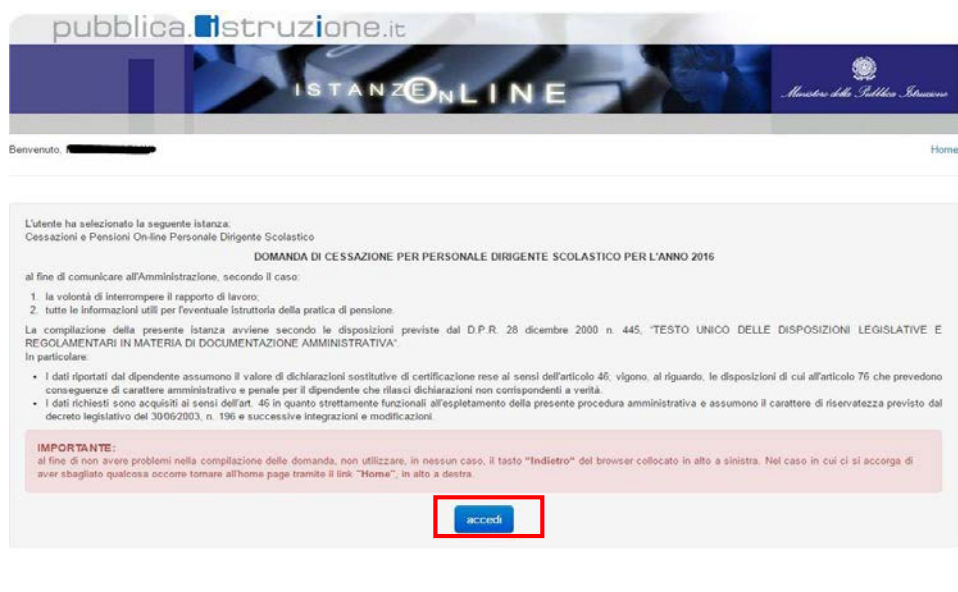 pubblica.istruzione.it
ISTANZE ONLINE
Ministero della Pubblica Istruzione
Benvenuto,
Home
L'utente ha selezionato la seguente istanza:
Cessazioni e Pensioni On-line Personale Dirigente Scolastico
DOMANDA DI CESSAZIONE PER PERSONALE DIRIGENTE SCOLASTICO PER L'ANNO 2016
al fine di comunicare all'Amministrazione, secondo il caso:
1. la volontà di interrompere il rapporto di lavoro;
2. tutte le informazioni utili per l'eventuale istruttoria della pratica di pensione.
La compilazione della presente istanza avviene secondo le disposizioni previste dal D.P.R. 28 dicembre 2000 n. 445, "TESTO UNICO DELLE DISPOSIZIONI LEGISLATIVE E
REGOLAMENTARI IN MATERIA DI DOCUMENTAZIONE AMMINISTRATIVA".
In particolare:
• I dati riportati dal dipendente assumono il valore di dichiarazioni sostitutive di certificazione rese ai sensi dell'articolo 46, vigono, al riguardo, le disposizioni di cui all'articolo 76 che prevedono
conseguenze di carattere amministrativo e penale per il dipendente che rilasci dichiarazioni non corrispondenti a verità.
• I dati richiesti sono acquisiti ai sensi dell'art. 46 in quanto strettamente funzionali all'espletamento della presente procedura amministrativa e assumono il carattere di riservatezza previsto dal
decreto legislativo del 30/06/2003, n. 196 e successive integrazioni e modificazioni.
IMPORTANTE:
al fine di non avere problemi nella compilazione delle domanda, non utilizzare, in nessun caso, il tasto "Indietro" del browser collocato in alto a sinistra. Nel caso in cui ci si accorga di
aver sbagliato qualcosa occorre tornare all'home page tramite il link "Home", in alto a destra.
accedi